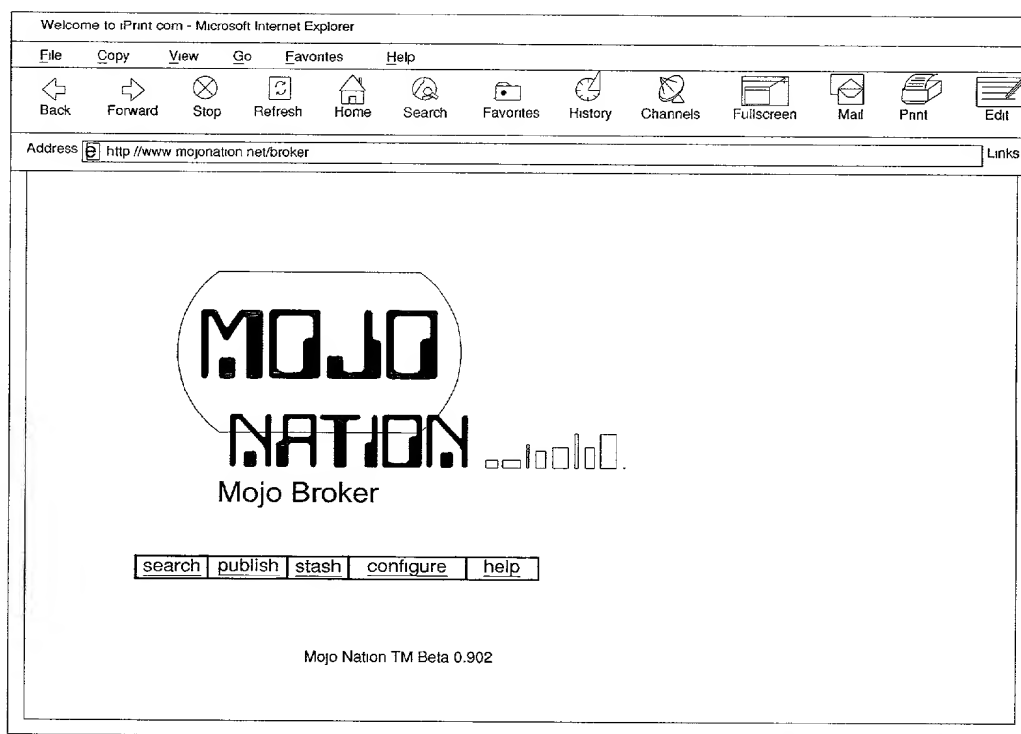 Welcome to iPrint com - Microsoft Internet Explorer
File Copy View Go Favorites Help
Back Forward Stop Refresh Home Search Favorites History Channels Fullscreen Mail Print Edit
Address e http //www mojonation net/broker Links
MOJO
NATION
Mojo Broker
search publish stash configure help
Mojo Nation TM Beta 0.902